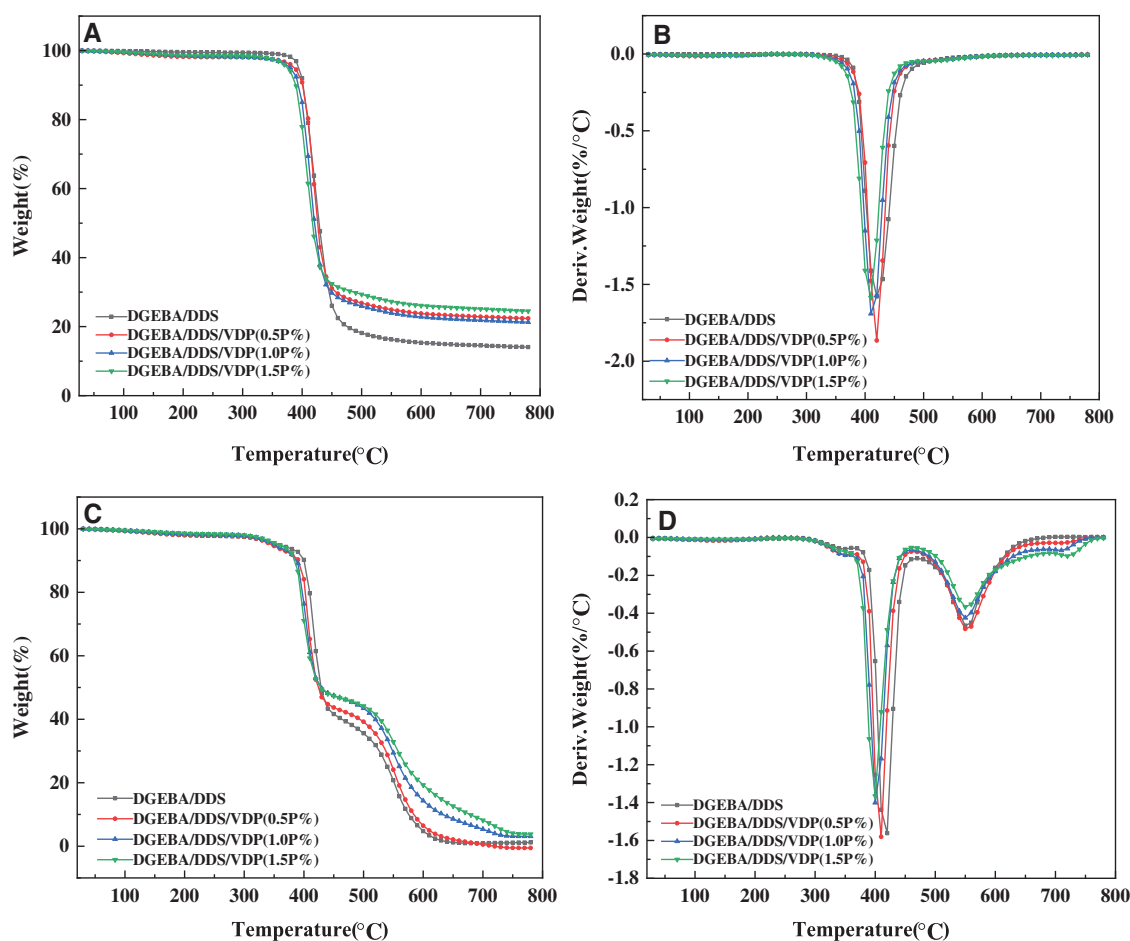 A
Weight(%)
100
80
60
40
20
0
DGEBA/DDS
DGEBA/DDS/VDP(0.5P%)
DGEBA/DDS/VDP(1.0P%)
DGEBA/DDS/VDP(1.5P%)
100 200 300 400 500 600 700 800
Temperature(°C)
B
Deriv.Weight(%/°C)
0.0
-0.5
-1.0
-1.5
-2.0
DGEBA/DDS
DGEBA/DDS/VDP(0.5P%)
DGEBA/DDS/VDP(1.0P%)
DGEBA/DDS/VDP(1.5P%)
100 200 300 400 500 600 700 800
Temperature(°C)
C
Weight(%)
100
80
60
40
20
0
DGEBA/DDS
DGEBA/DDS/VDP(0.5P%)
DGEBA/DDS/VDP(1.0P%)
DGEBA/DDS/VDP(1.5P%)
100 200 300 400 500 600 700 800
Temperature(°C)
D
Deriv.Weight(%/°C)
0.2
0.0
-0.2
-0.4
-0.6
-0.8
-1.0
-1.2
-1.4
-1.6
-1.8
DGEBA/DDS
DGEBA/DDS/VDP(0.5P%)
DGEBA/DDS/VDP(1.0P%)
DGEBA/DDS/VDP(1.5P%)
100 200 300 400 500 600 700 800
Temperature(°C)